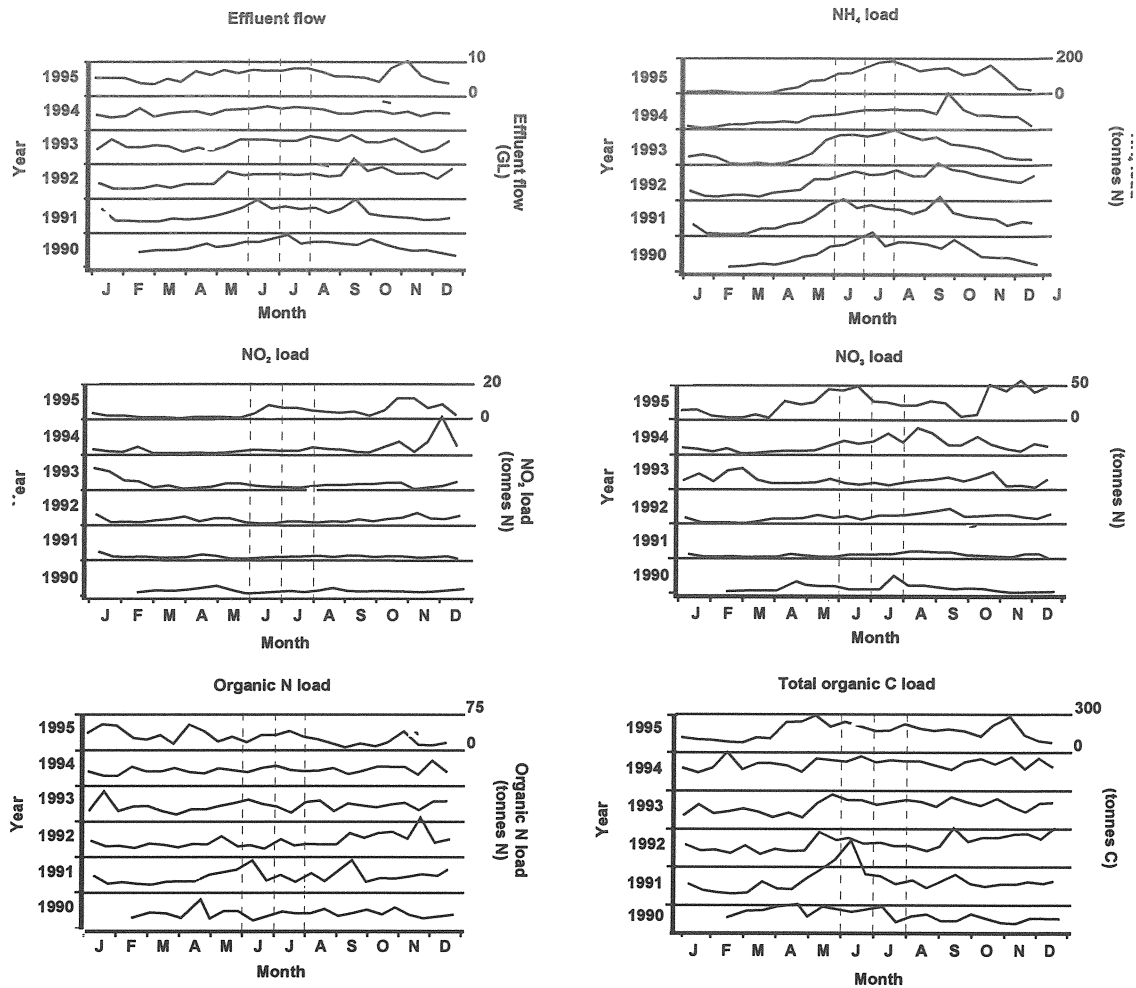 Effluent flow
10
0
1995
1994
1993
1992
1991
1990
Year
Effluent flow
(GL)
J F M A M J J A S O N D
Month
NH₄ load
200
0
1995
1994
1993
1992
1991
1990
Year
(tonnes N)
J F M A M J J A S O N D J
Month
NO₂ load
20
0
1995
1994
1993
1992
1991
1990
ear
NO₂ load
(tonnes N)
J F M A M J J A S O N D
Month
NO₃ load
50
0
1995
1994
1993
1992
1991
1990
Year
(tonnes N)
J F M A M J J A S O N D
Month
Organic N load
75
0
1995
1994
1993
1992
1991
1990
Year
Organic N load
(tonnes N)
J F M A M J J A S O N D
Month
Total organic C load
300
0
1995
1994
1993
1992
1991
1990
Year
(tonnes C)
J F M A M J J A S O N D
Month